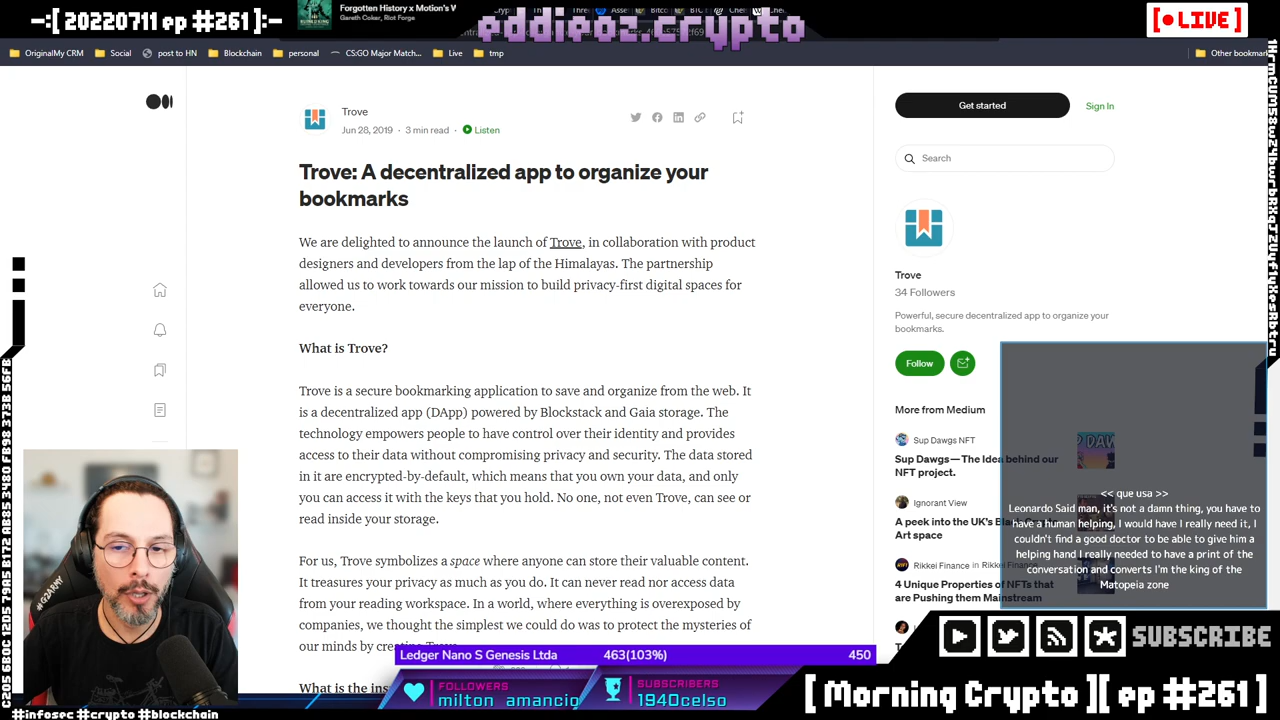 -:[ 20220711 ep #261 ]:-
Forgotten History x Motion's W
Gareth Coker, Riot Forge
eddieoz.crypto
[ LIVE ]
OriginalMy CRM
Social
post to HN
Blockchain
personal
CS:GO Major Match...
Live
tmp
Other bookmar
Trove
Jun 28, 2019 · 3 min read · Listen
Get started
Sign In
Search
Trove: A decentralized app to organize your
bookmarks
We are delighted to announce the launch of Trove, in collaboration with product
designers and developers from the lap of the Himalayas. The partnership
allowed us to work towards our mission to build privacy-first digital spaces for
everyone.
What is Trove?
Trove is a secure bookmarking application to save and organize from the web. It
is a decentralized app (DApp) powered by Blockstack and Gaia storage. The
technology empowers people to have control over their identity and provides
access to their data without compromising privacy and security. The data stored
in it are encrypted-by-default, which means that you own your data, and only
you can access it with the keys that you hold. No one, not even Trove, can see or
read inside your storage.
For us, Trove symbolizes a space where anyone can store their valuable content.
It treasures your privacy as much as you do. It can never read nor access data
from your reading workspace. In a world, where everything is overexposed by
companies, we thought the simplest we could do was to protect the mysteries of
our minds by
What is the ins
Trove
34 Followers
Powerful, secure decentralized app to organize your
bookmarks.
Follow
More from Medium
Sup Dawgs NFT
Sup Dawgs—The Idea behind our
NFT project.
Ignorant View
A peek into the UK's
Art space
Rikkei Finance in
4 Unique Properties of NFTs that
are Pushing them Mainstream
<< que usa >>
Leonardo Said man, it's not a damn thing, you have to
have a human helping, I would have I really need it, I
couldn't find a good doctor to be able to give him a
helping hand I really needed to have a print of the
conversation and converts I'm the king of the
Matopeia zone
SUBSCRIBE
Ledger Nano S Genesis Ltda 463(103%) 450
FOLLOWERS
milton amancio
SUBSCRIBERS
1940celso
[ Morning Crypto ][ ep #261 ]
#infosec #crypto #blockchain